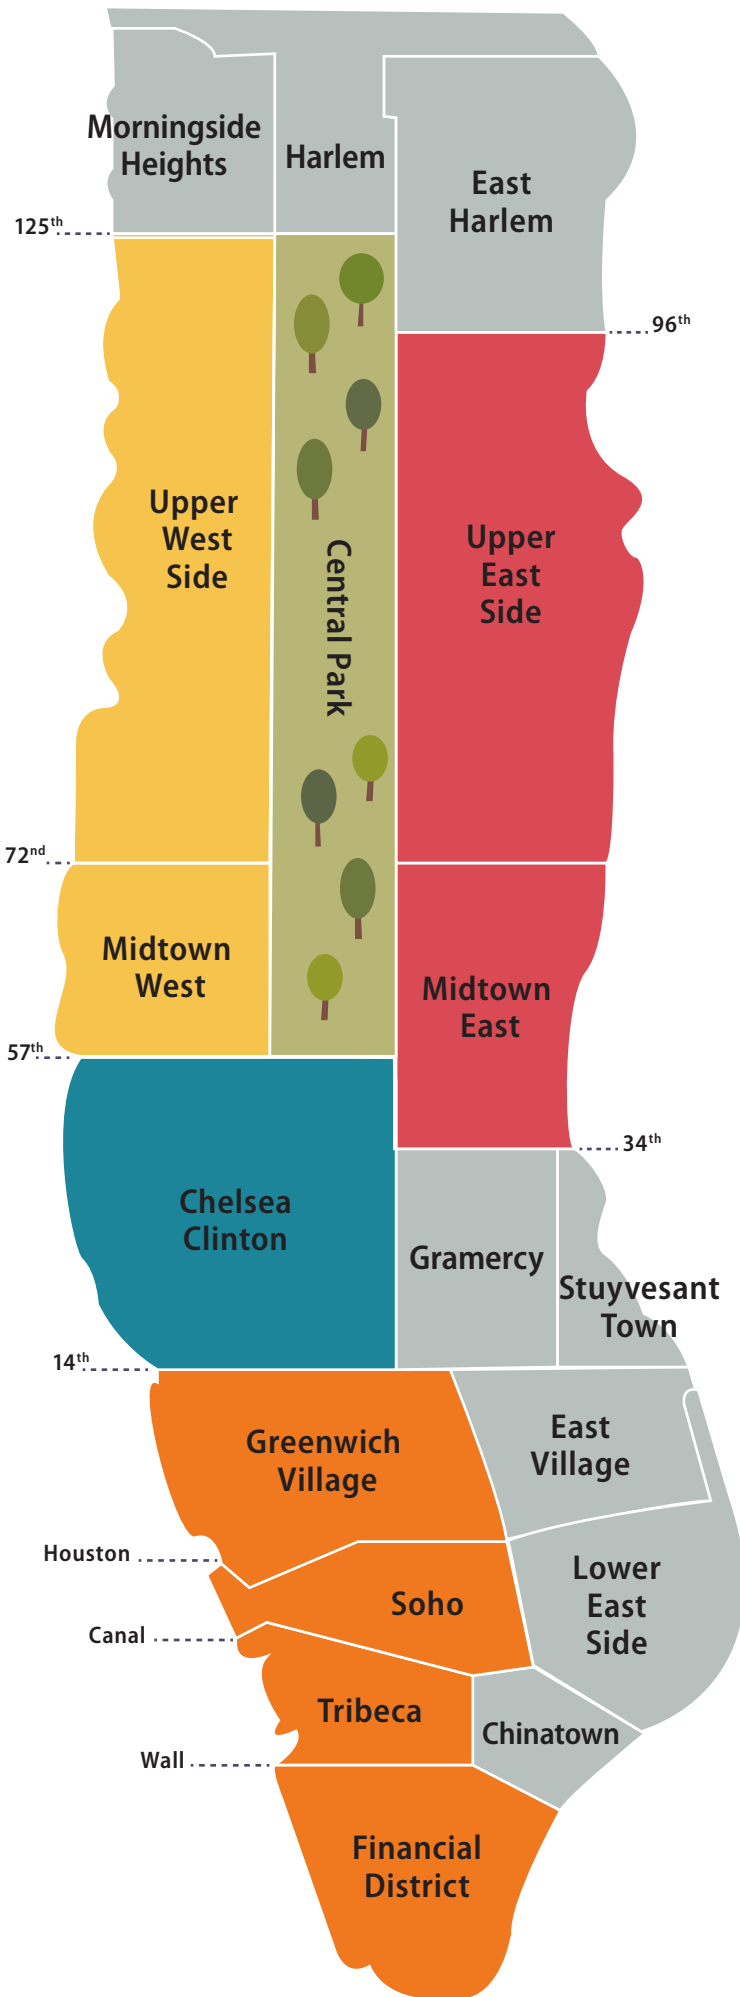 Morningside
Heights
Harlem
East
Harlem
125th
96th
Upper
West
Side
Central Park
Upper
East
Side
72nd
Midtown
West
Midtown
East
57th
34th
Chelsea
Clinton
Gramercy
Stuyvesant
Town
14th
Greenwich
Village
East
Village
Houston
Soho
Lower
East
Side
Canal
Tribeca
Chinatown
Wall
Financial
District